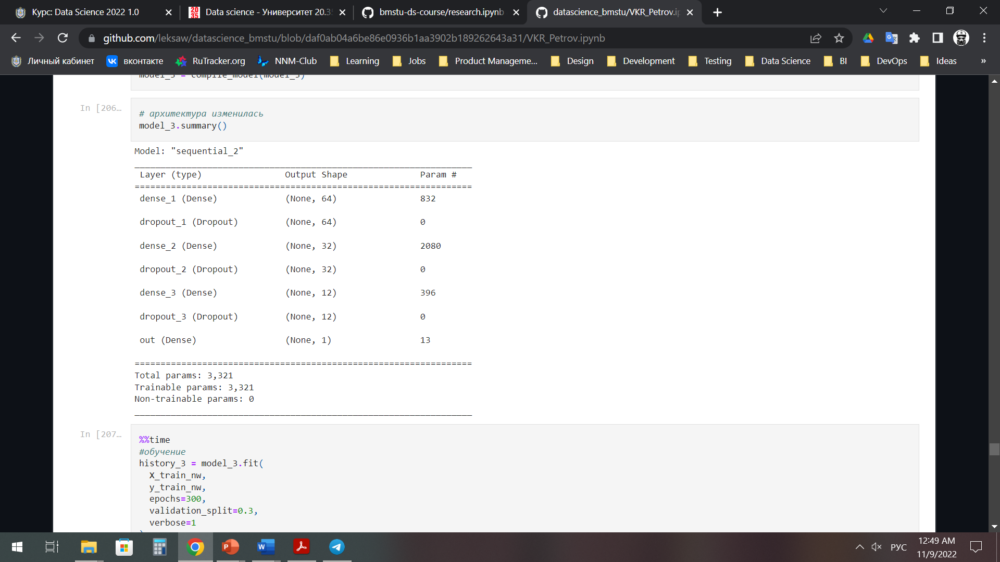 Курс: Data Science 2022 1.0
Data science - Университет 20.35
bmstu-ds-course/research.ipynb
datascience_bmstu/VKR_Petrov.ip
github.com/leksaw/datascience_bmstu/blob/daf0ab04a6be86e0936b1aa3902b189262643a31/VKR_Petrov.ipynb
Личный кабинет
вконтакте
RuTracker.org
NNM-Club
Learning
Jobs
Product Manageme...
Design
Development
Testing
Data Science
BI
DevOps
Ideas
»
model_3 = compile_model(model_3)
In [206…
# архитектура изменилась
model_3.summary()
Model: "sequential_2"
_________________________________________________________________
Layer (type) Output Shape Param #
=================================================================
dense_1 (Dense) (None, 64) 832
dropout_1 (Dropout) (None, 64) 0
dense_2 (Dense) (None, 32) 2080
dropout_2 (Dropout) (None, 32) 0
dense_3 (Dense) (None, 12) 396
dropout_3 (Dropout) (None, 12) 0
out (Dense) (None, 1) 13
=================================================================
Total params: 3,321
Trainable params: 3,321
Non-trainable params: 0
_________________________________________________________________
In [207…
%%time
#обучение
history_3 = model_3.fit(
X_train_nw,
y_train_nw,
epochs=300,
validation_split=0.3,
verbose=1
)
РУС
12:49 AM
11/9/2022